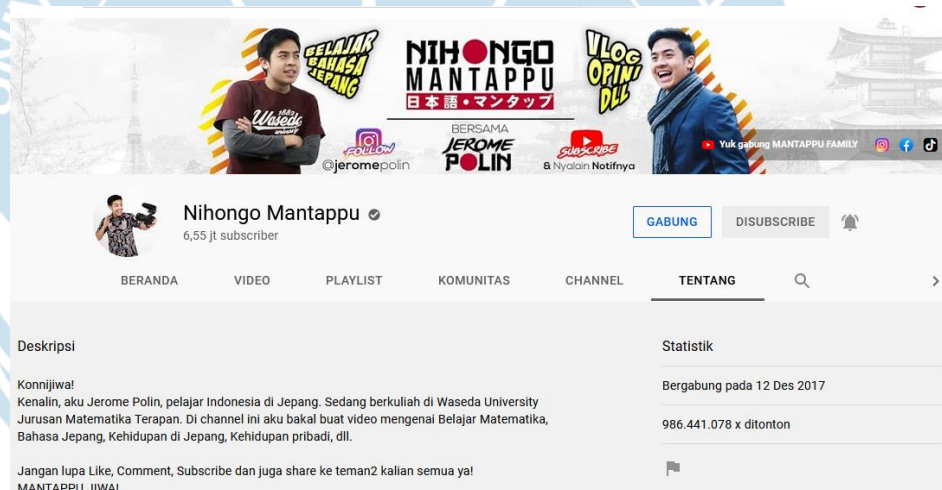 BELAJAR
BAHASA
JEPANG
NIHONGO
MANTAPPU
日本語・マンタップ
VLOG
OPINI
DLL
1882
Waseda
BERSAMA
JEROME
POLIN
FOLLOW
@jeromepolin
SUBSCRIBE
& Nyalain Notifnya
Yuk gabung MANTAPPU FAMILY
Nihongo Mantappu
6,55 jt subscriber
GABUNG
DISUBSCRIBE
BERANDA VIDEO PLAYLIST KOMUNITAS CHANNEL TENTANG
Deskripsi
Konnijiwa!
Kenalin, aku Jerome Polin, pelajar Indonesia di Jepang. Sedang berkuliah di Waseda University
Jurusan Matematika Terapan. Di channel ini aku bakal buat video mengenai Belajar Matematika,
Bahasa Jepang, Kehidupan di Jepang, Kehidupan pribadi, dll.
Jangan lupa Like, Comment, Subscribe dan juga share ke teman2 kalian semua ya!
MANTAPPU JIWA!
Statistik
Bergabung pada 12 Des 2017
986.441.078 x ditonton